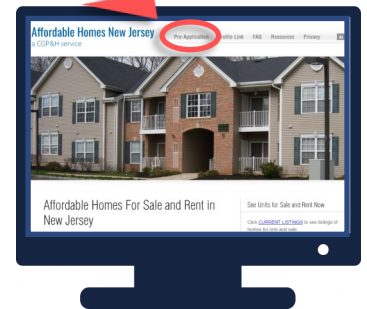 Affordable Homes New Jersey
a CGP&H service
Pre-Application Profile Link FAQ Resources Privacy
Affordable Homes For Sale and Rent in
New Jersey
See Units for Sale and Rent Now
Click CURRENT LISTINGS to see listings of
homes for rent and sale.